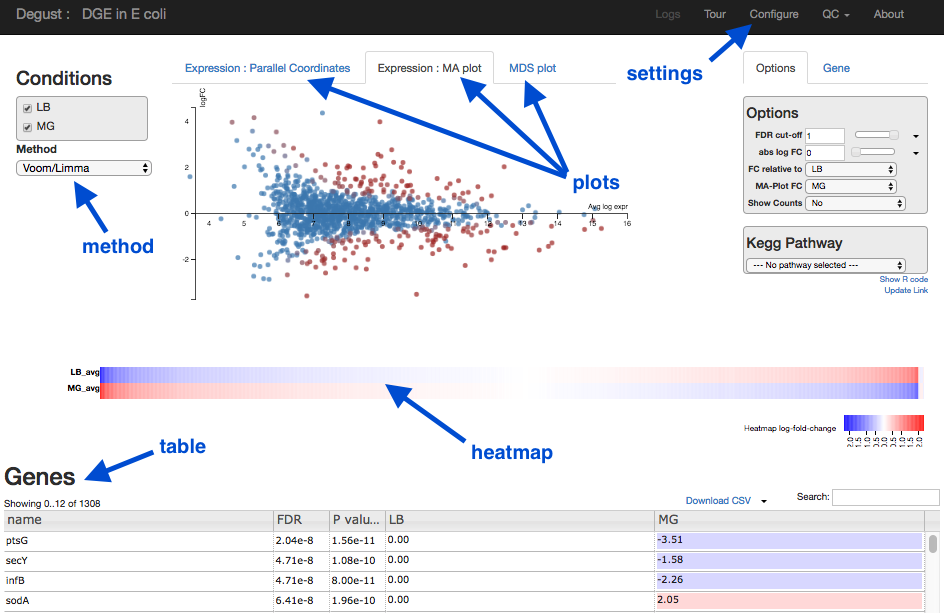 Degust : DGE in E coli
Logs Tour Configure QC About
settings
Conditions
LB
MG
Method
Voom/Limma
method
Expression : Parallel Coordinates
Expression : MA plot
MDS plot
logFC
4
2
0
-2
4 6 7 8 9 10 11 12 13 14 15 16
Avg log expr
plots
Options
Gene
Options
FDR cut-off 1
abs log FC 0
FC relative to LB
MA-Plot FC MG
Show Counts No
Kegg Pathway
--- No pathway selected ---
Show R code
Update Link
LB_avg
MG_avg
heatmap
Heatmap log-fold-change
-2.0 -1.5 -1.0 -0.5 0.0 0.5 1.0 1.5 2.0
table
Genes
Showing 0..12 of 1308
Download CSV
Search:
name FDR P valu... LB MG
ptsG 2.04e-8 1.56e-11 0.00 -3.51
secY 4.71e-8 1.08e-10 0.00 -1.58
infB 4.71e-8 8.00e-11 0.00 -2.26
sodA 6.41e-8 1.96e-10 0.00 2.05